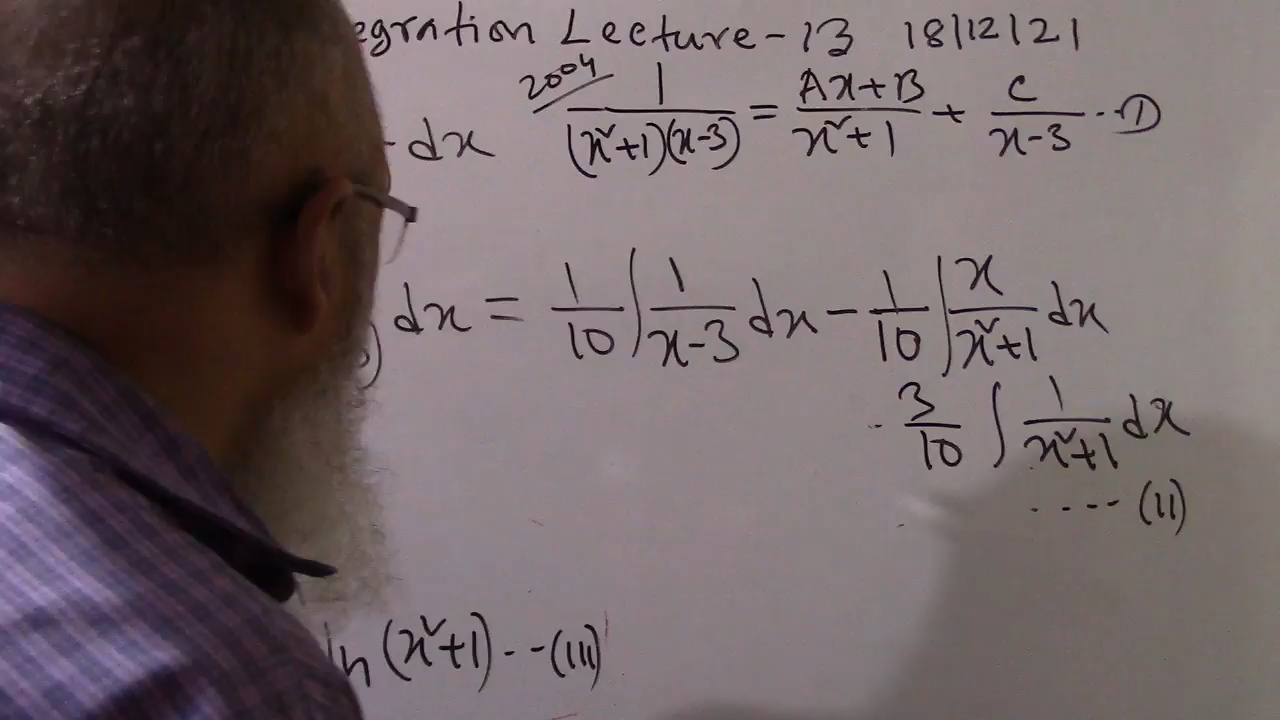 egration Lecture-13 18/12/21
2004
dx 1/((x²+1)(x-3)) = (Ax+B)/(x²+1) + C/(x-3) --(I)
dx = 1/10 ∫ 1/(x-3) dx - 1/10 ∫ x/(x²+1) dx
- 3/10 ∫ 1/(x²+1) dx
---- (II)
ln (x²+1) --(III)